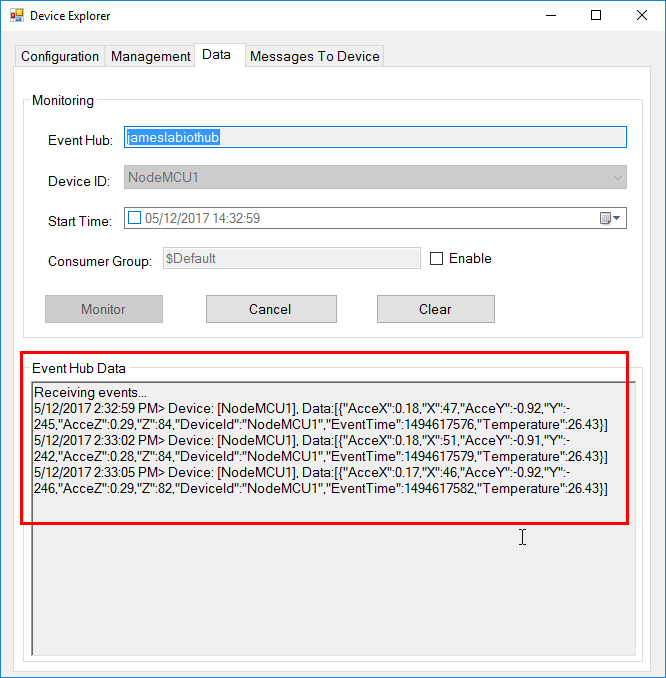 Device Explorer
Configuration Management Data Messages To Device
Monitoring
Event Hub: jameslabiothub
Device ID: NodeMCU1
Start Time: 05/12/2017 14:32:59
Consumer Group: $Default Enable
Monitor Cancel Clear
Event Hub Data
Receiving events...
5/12/2017 2:32:59 PM> Device: [NodeMCU1], Data:[{"AcceX":0.18,"X":47,"AcceY":-0.92,"Y":-
245,"AcceZ":0.29,"Z":84,"DeviceId":"NodeMCU1","EventTime":1494617576,"Temperature":26.43}]
5/12/2017 2:33:02 PM> Device: [NodeMCU1], Data:[{"AcceX":0.18,"X":51,"AcceY":-0.91,"Y":-
242,"AcceZ":0.28,"Z":84,"DeviceId":"NodeMCU1","EventTime":1494617579,"Temperature":26.43}]
5/12/2017 2:33:05 PM> Device: [NodeMCU1], Data:[{"AcceX":0.17,"X":46,"AcceY":-0.92,"Y":-
246,"AcceZ":0.29,"Z":82,"DeviceId":"NodeMCU1","EventTime":1494617582,"Temperature":26.43}]